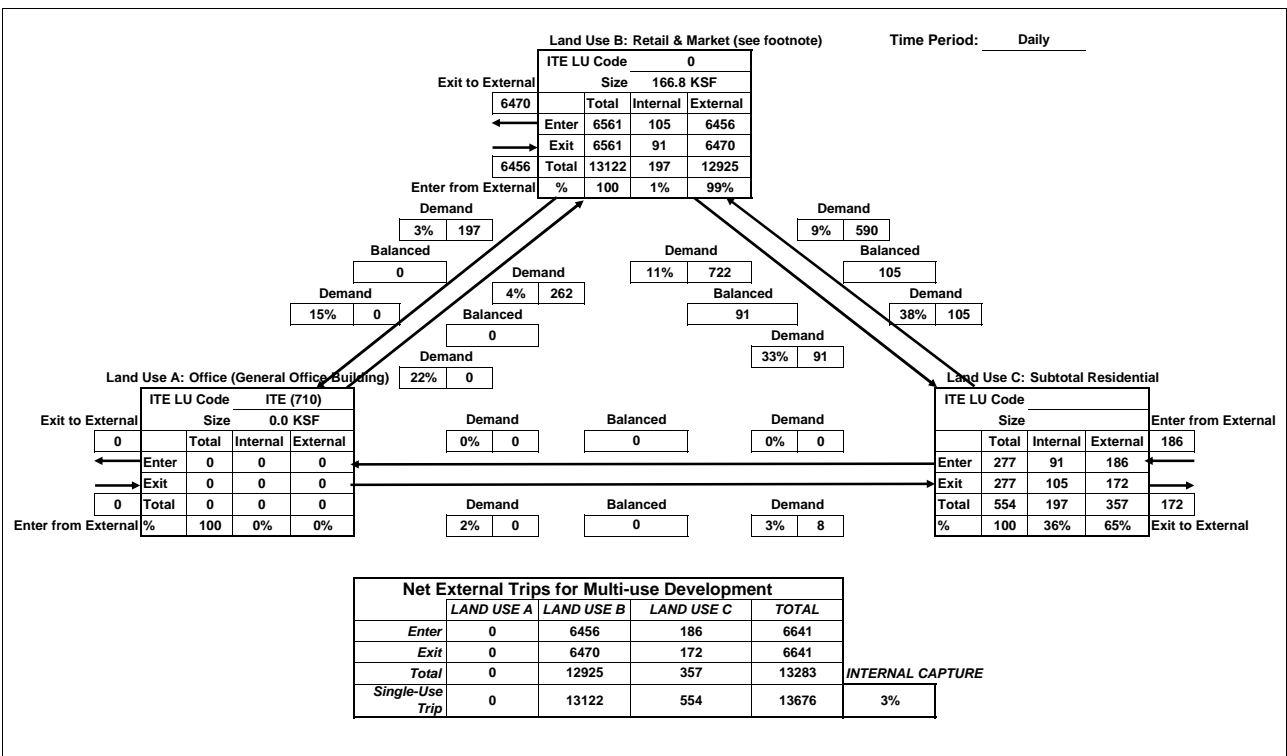 Land Use B: Retail & Market (see footnote)
Time Period: Daily
ITE LU Code 0
Exit to External Size 166.8 KSF
6470 Total Internal External
Enter 6561 105 6456
Exit 6561 91 6470
6456 Total 13122 197 12925
Enter from External % 100 1% 99%
Demand
3% 197
Balanced
0
Demand
15% 0
Demand
4% 262
Balanced
0
Demand
22% 0
Demand
11% 722
Balanced
91
Demand
33% 91
Demand
9% 590
Balanced
105
Demand
38% 105
Land Use A: Office (General Office Building)
ITE LU Code ITE (710)
Exit to External Size 0.0 KSF
0 Total Internal External
Enter 0 0 0
Exit 0 0 0
0 Total 0 0 0
Enter from External % 100 0% 0%
Demand Balanced Demand
0% 0 0 0% 0
Demand Balanced Demand
2% 0 0 3% 8
Land Use C: Subtotal Residential
ITE LU Code
Size Enter from External
Total Internal External 186
Enter 277 91 186
Exit 277 105 172
Total 554 197 357 172
% 100 36% 65% Exit to External
Net External Trips for Multi-use Development
LAND USE A LAND USE B LAND USE C TOTAL
Enter 0 6456 186 6641
Exit 0 6470 172 6641
Total 0 12925 357 13283 INTERNAL CAPTURE
Single-Use
Trip 0 13122 554 13676 3%